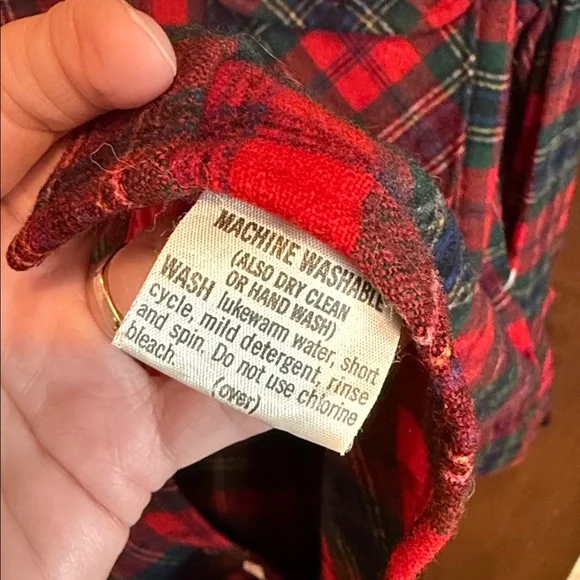 MACHINE WASHABLE
(ALSO DRY CLEAN
OR HAND WASH)
WASH lukewarm water, short
cycle, mild detergent, rinse
and spin. Do not use chlorine
bleach.
(over)